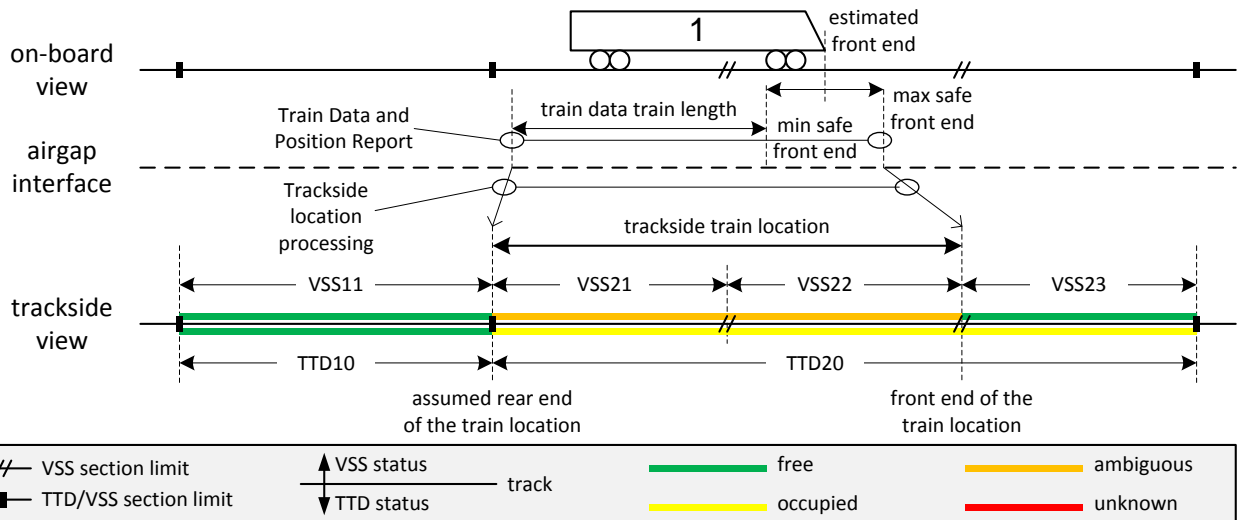 1
estimated
front end
on-board
view
train data train length
max safe
front end
Train Data and
Position Report
min safe
front end
airgap
interface
Trackside
location
processing
trackside train location
VSS11
VSS21
VSS22
VSS23
trackside
view
TTD10
TTD20
assumed rear end
of the train location
front end of the
train location
VSS section limit
TTD/VSS section limit
VSS status
track
TTD status
free
occupied
ambiguous
unknown